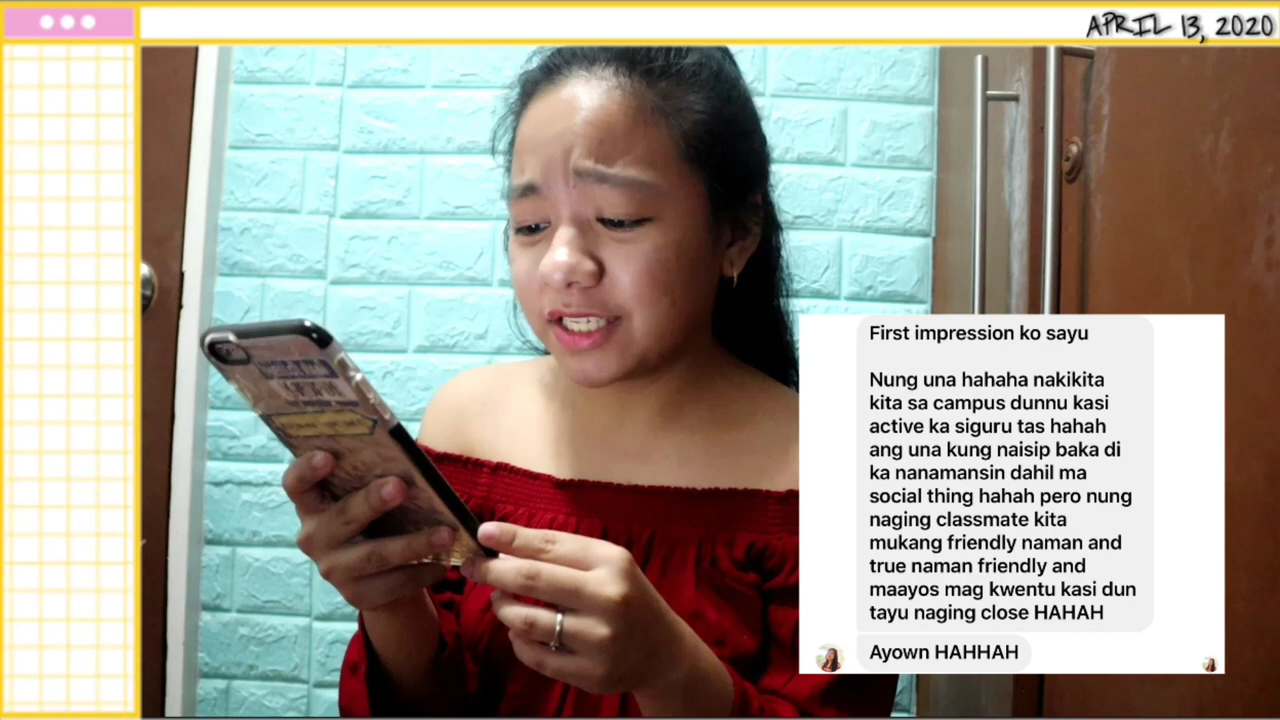 APRIL 13, 2020
First impression ko sayu
Nung una hahaha nakikita
kita sa campus dunnu kasi
active ka siguru tas hahah
ang una kung naisip baka di
ka nanamansin dahil ma
social thing hahah pero nung
naging classmate kita
mukang friendly naman and
true naman friendly and
maayos mag kwentu kasi dun
tayu naging close HAHAH
Ayown HAHHAH